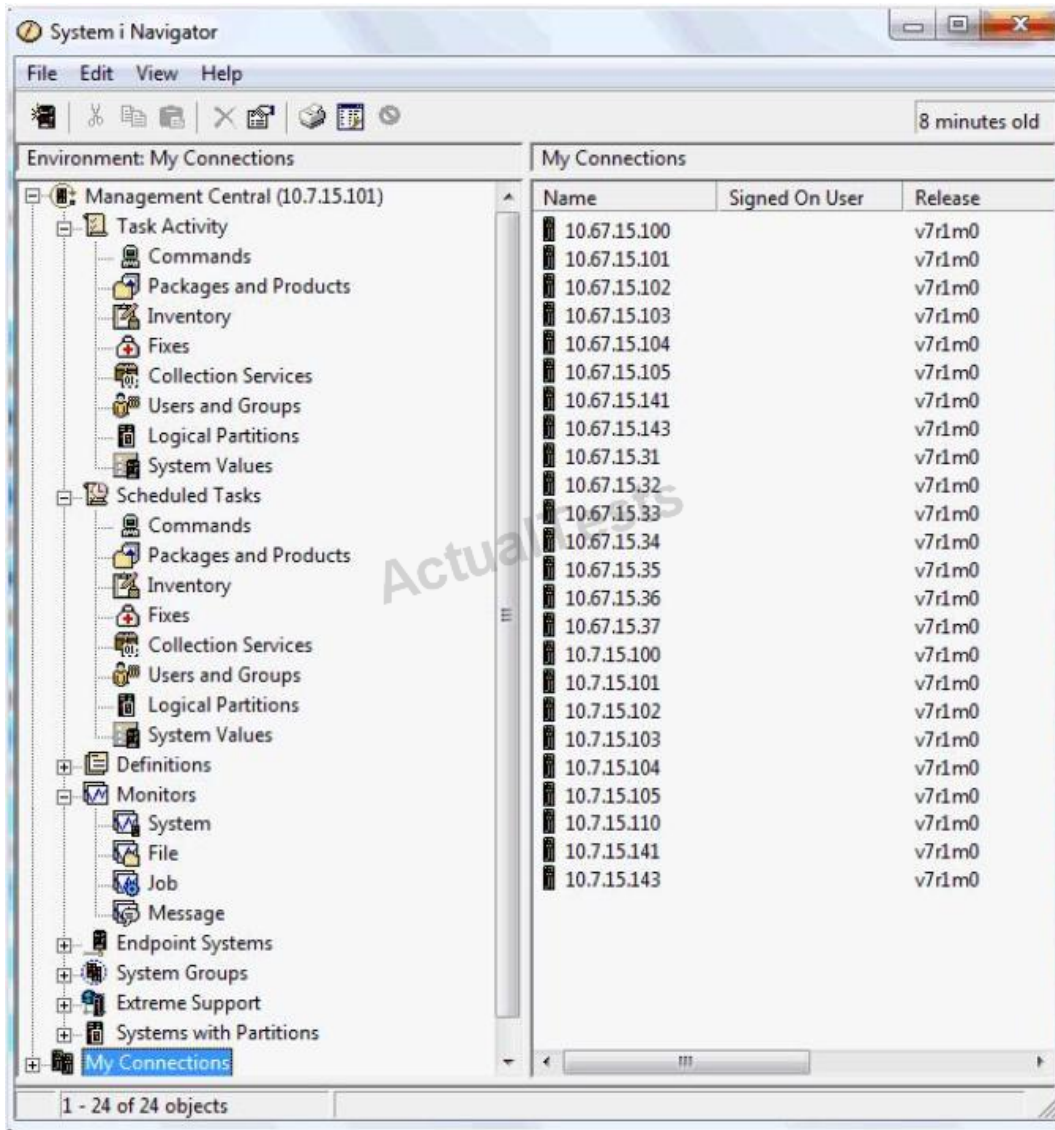 System i Navigator
File Edit View Help
8 minutes old
Environment: My Connections
My Connections
Management Central (10.7.15.101)
Task Activity
Commands
Packages and Products
Inventory
Fixes
Collection Services
Users and Groups
Logical Partitions
System Values
Scheduled Tasks
Commands
Packages and Products
Inventory
Fixes
Collection Services
Users and Groups
Logical Partitions
System Values
Definitions
Monitors
System
File
Job
Message
Endpoint Systems
System Groups
Extreme Support
Systems with Partitions
My Connections
Name Signed On User Release
10.67.15.100 v7r1m0
10.67.15.101 v7r1m0
10.67.15.102 v7r1m0
10.67.15.103 v7r1m0
10.67.15.104 v7r1m0
10.67.15.105 v7r1m0
10.67.15.141 v7r1m0
10.67.15.143 v7r1m0
10.67.15.31 v7r1m0
10.67.15.32 v7r1m0
10.67.15.33 v7r1m0
10.67.15.34 v7r1m0
10.67.15.35 v7r1m0
10.67.15.36 v7r1m0
10.67.15.37 v7r1m0
10.7.15.100 v7r1m0
10.7.15.101 v7r1m0
10.7.15.102 v7r1m0
10.7.15.103 v7r1m0
10.7.15.104 v7r1m0
10.7.15.105 v7r1m0
10.7.15.110 v7r1m0
10.7.15.141 v7r1m0
10.7.15.143 v7r1m0
ActualTests
1 - 24 of 24 objects